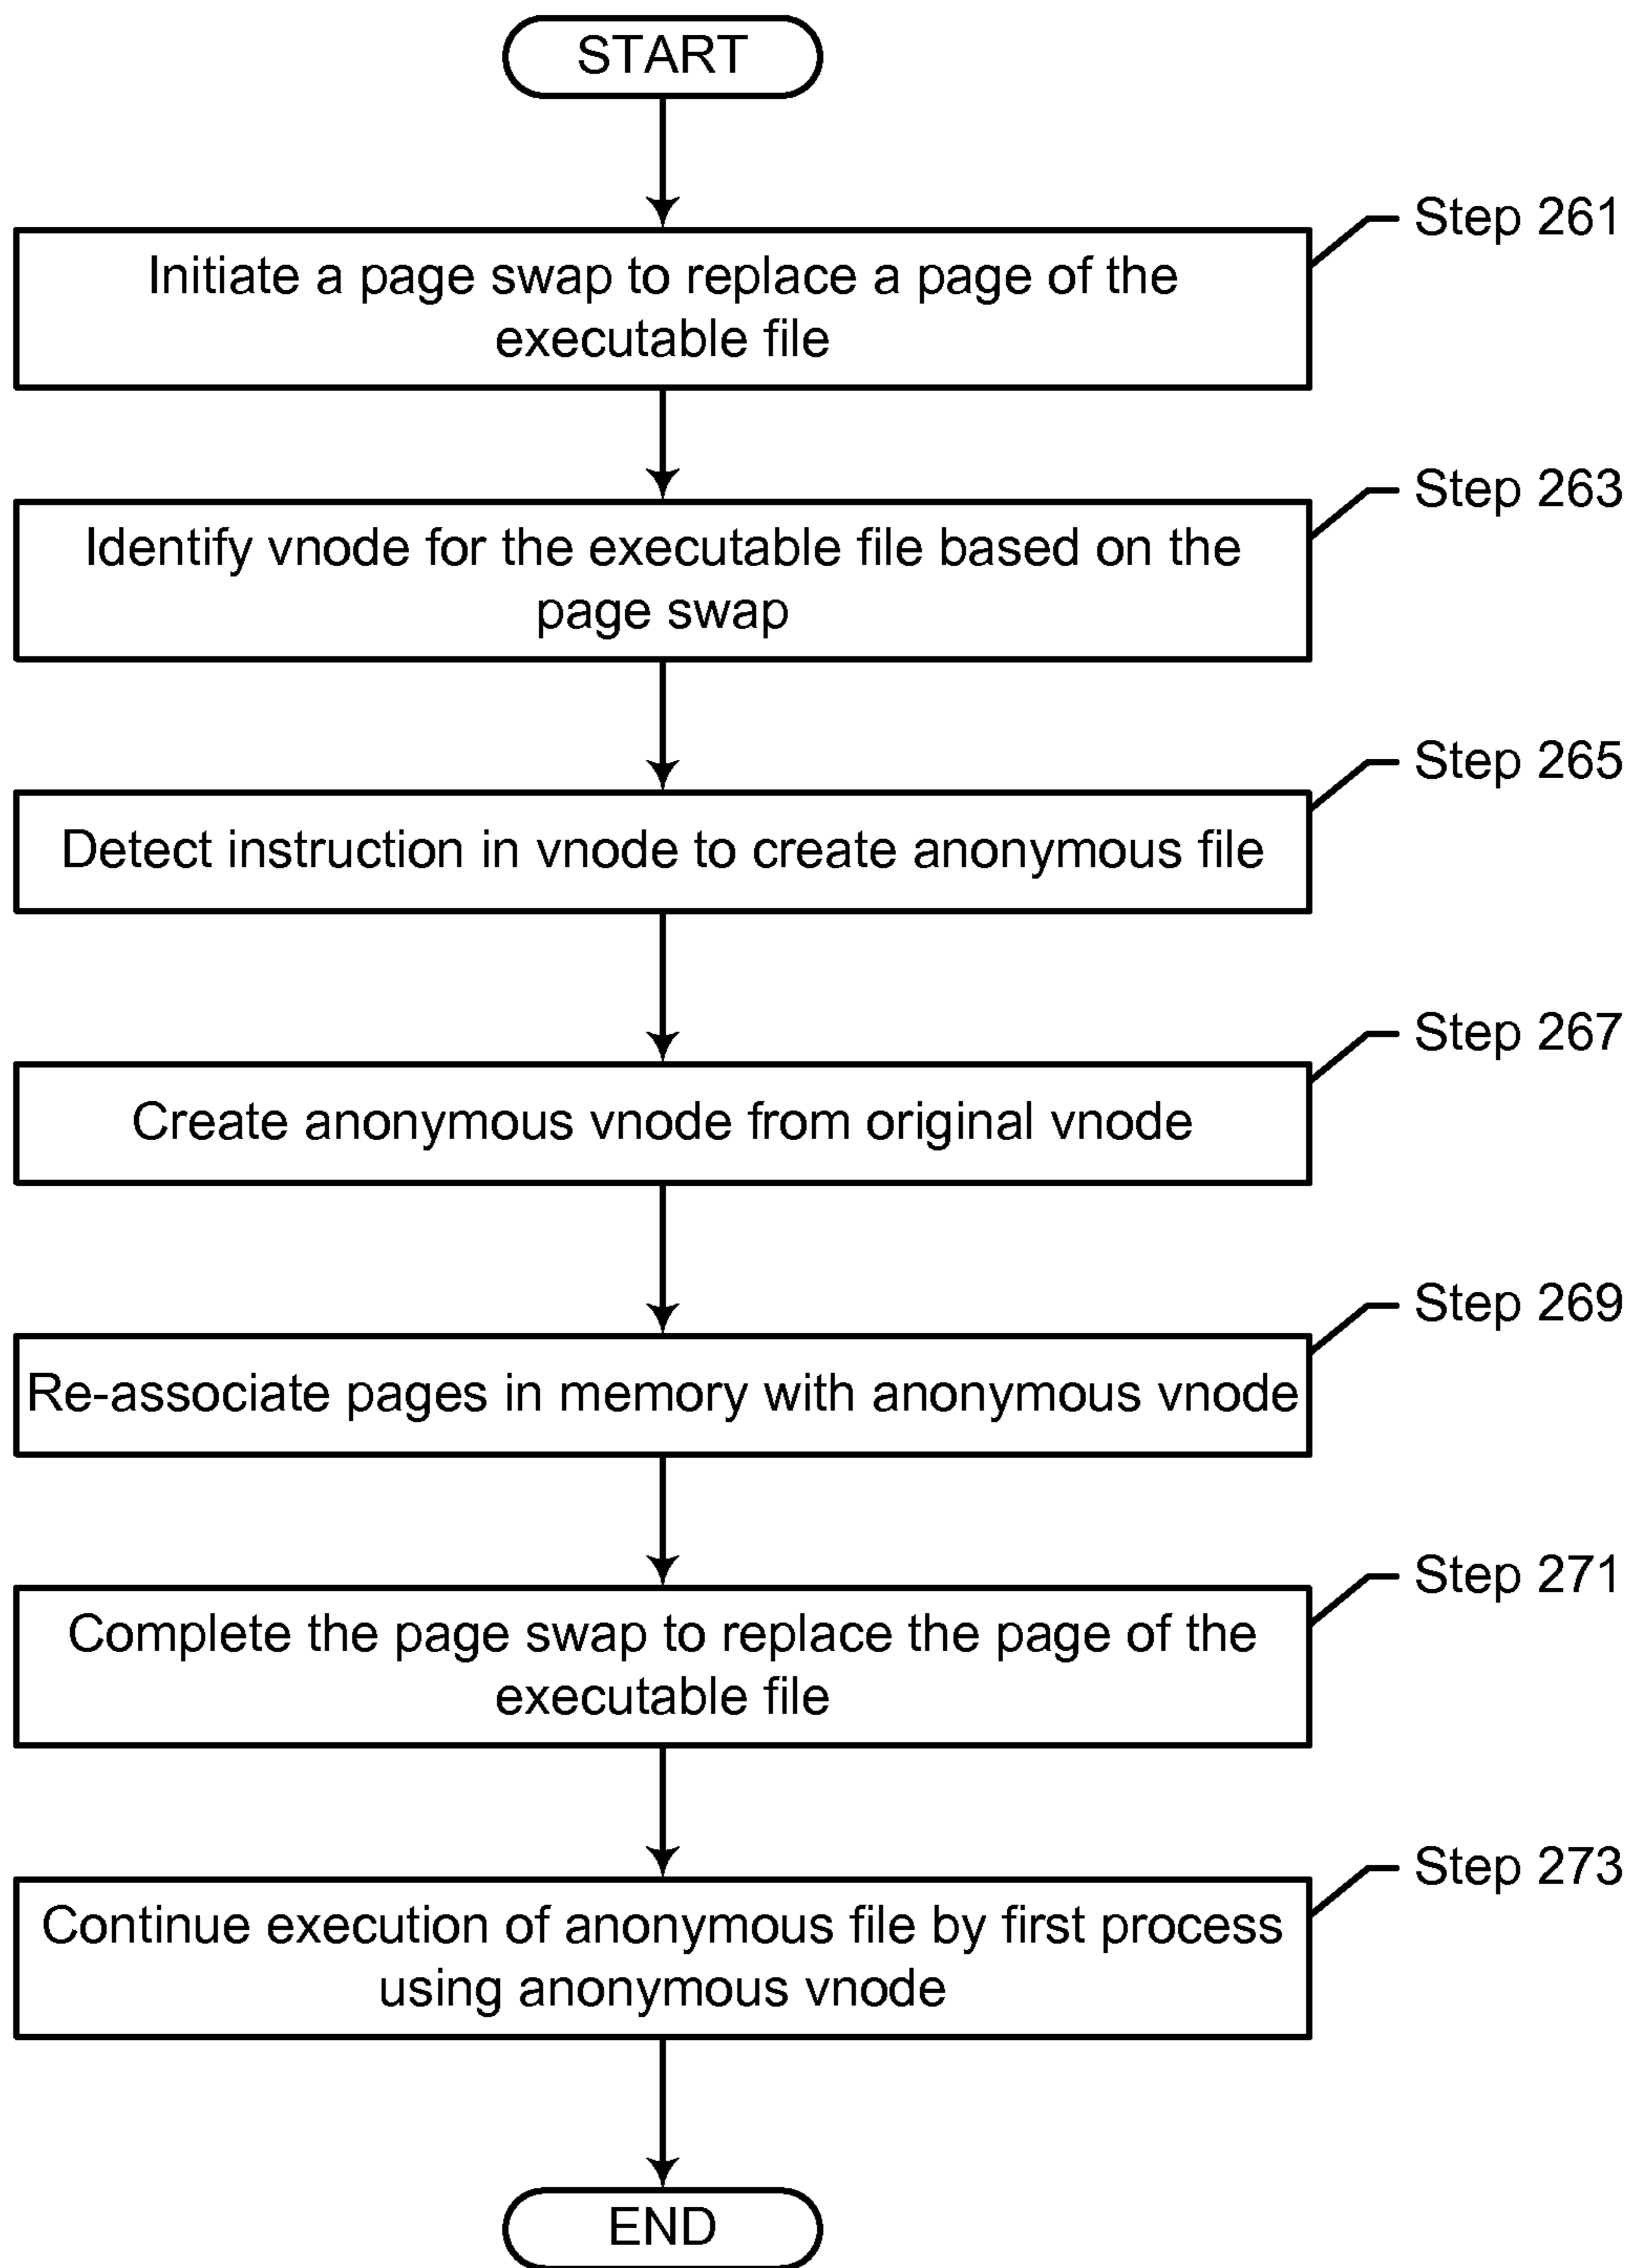 START
Step 261
Initiate a page swap to replace a page of the
executable file
Step 263
Identify vnode for the executable file based on the
page swap
Step 265
Detect instruction in vnode to create anonymous file
Step 267
Create anonymous vnode from original vnode
Step 269
Re-associate pages in memory with anonymous vnode
Step 271
Complete the page swap to replace the page of the
executable file
Step 273
Continue execution of anonymous file by first process
using anonymous vnode
END